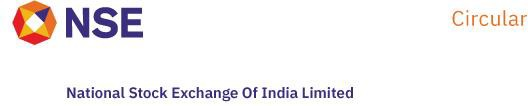 NSE
Circular
National Stock Exchange Of India Limited